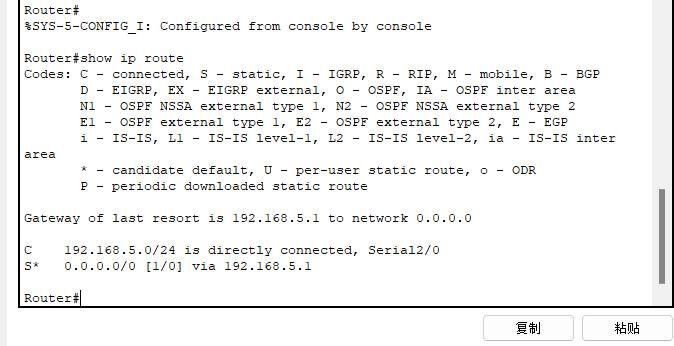 Router#
%SYS-5-CONFIG_I: Configured from console by console
Router#show ip route
Codes: C - connected, S - static, I - IGRP, R - RIP, M - mobile, B - BGP
D - EIGRP, EX - EIGRP external, O - OSPF, IA - OSPF inter area
N1 - OSPF NSSA external type 1, N2 - OSPF NSSA external type 2
E1 - OSPF external type 1, E2 - OSPF external type 2, E - EGP
i - IS-IS, L1 - IS-IS level-1, L2 - IS-IS level-2, ia - IS-IS inter
area
* - candidate default, U - per-user static route, o - ODR
P - periodic downloaded static route
Gateway of last resort is 192.168.5.1 to network 0.0.0.0
C    192.168.5.0/24 is directly connected, Serial2/0
S*   0.0.0.0/0 [1/0] via 192.168.5.1
Router#
复制 粘贴